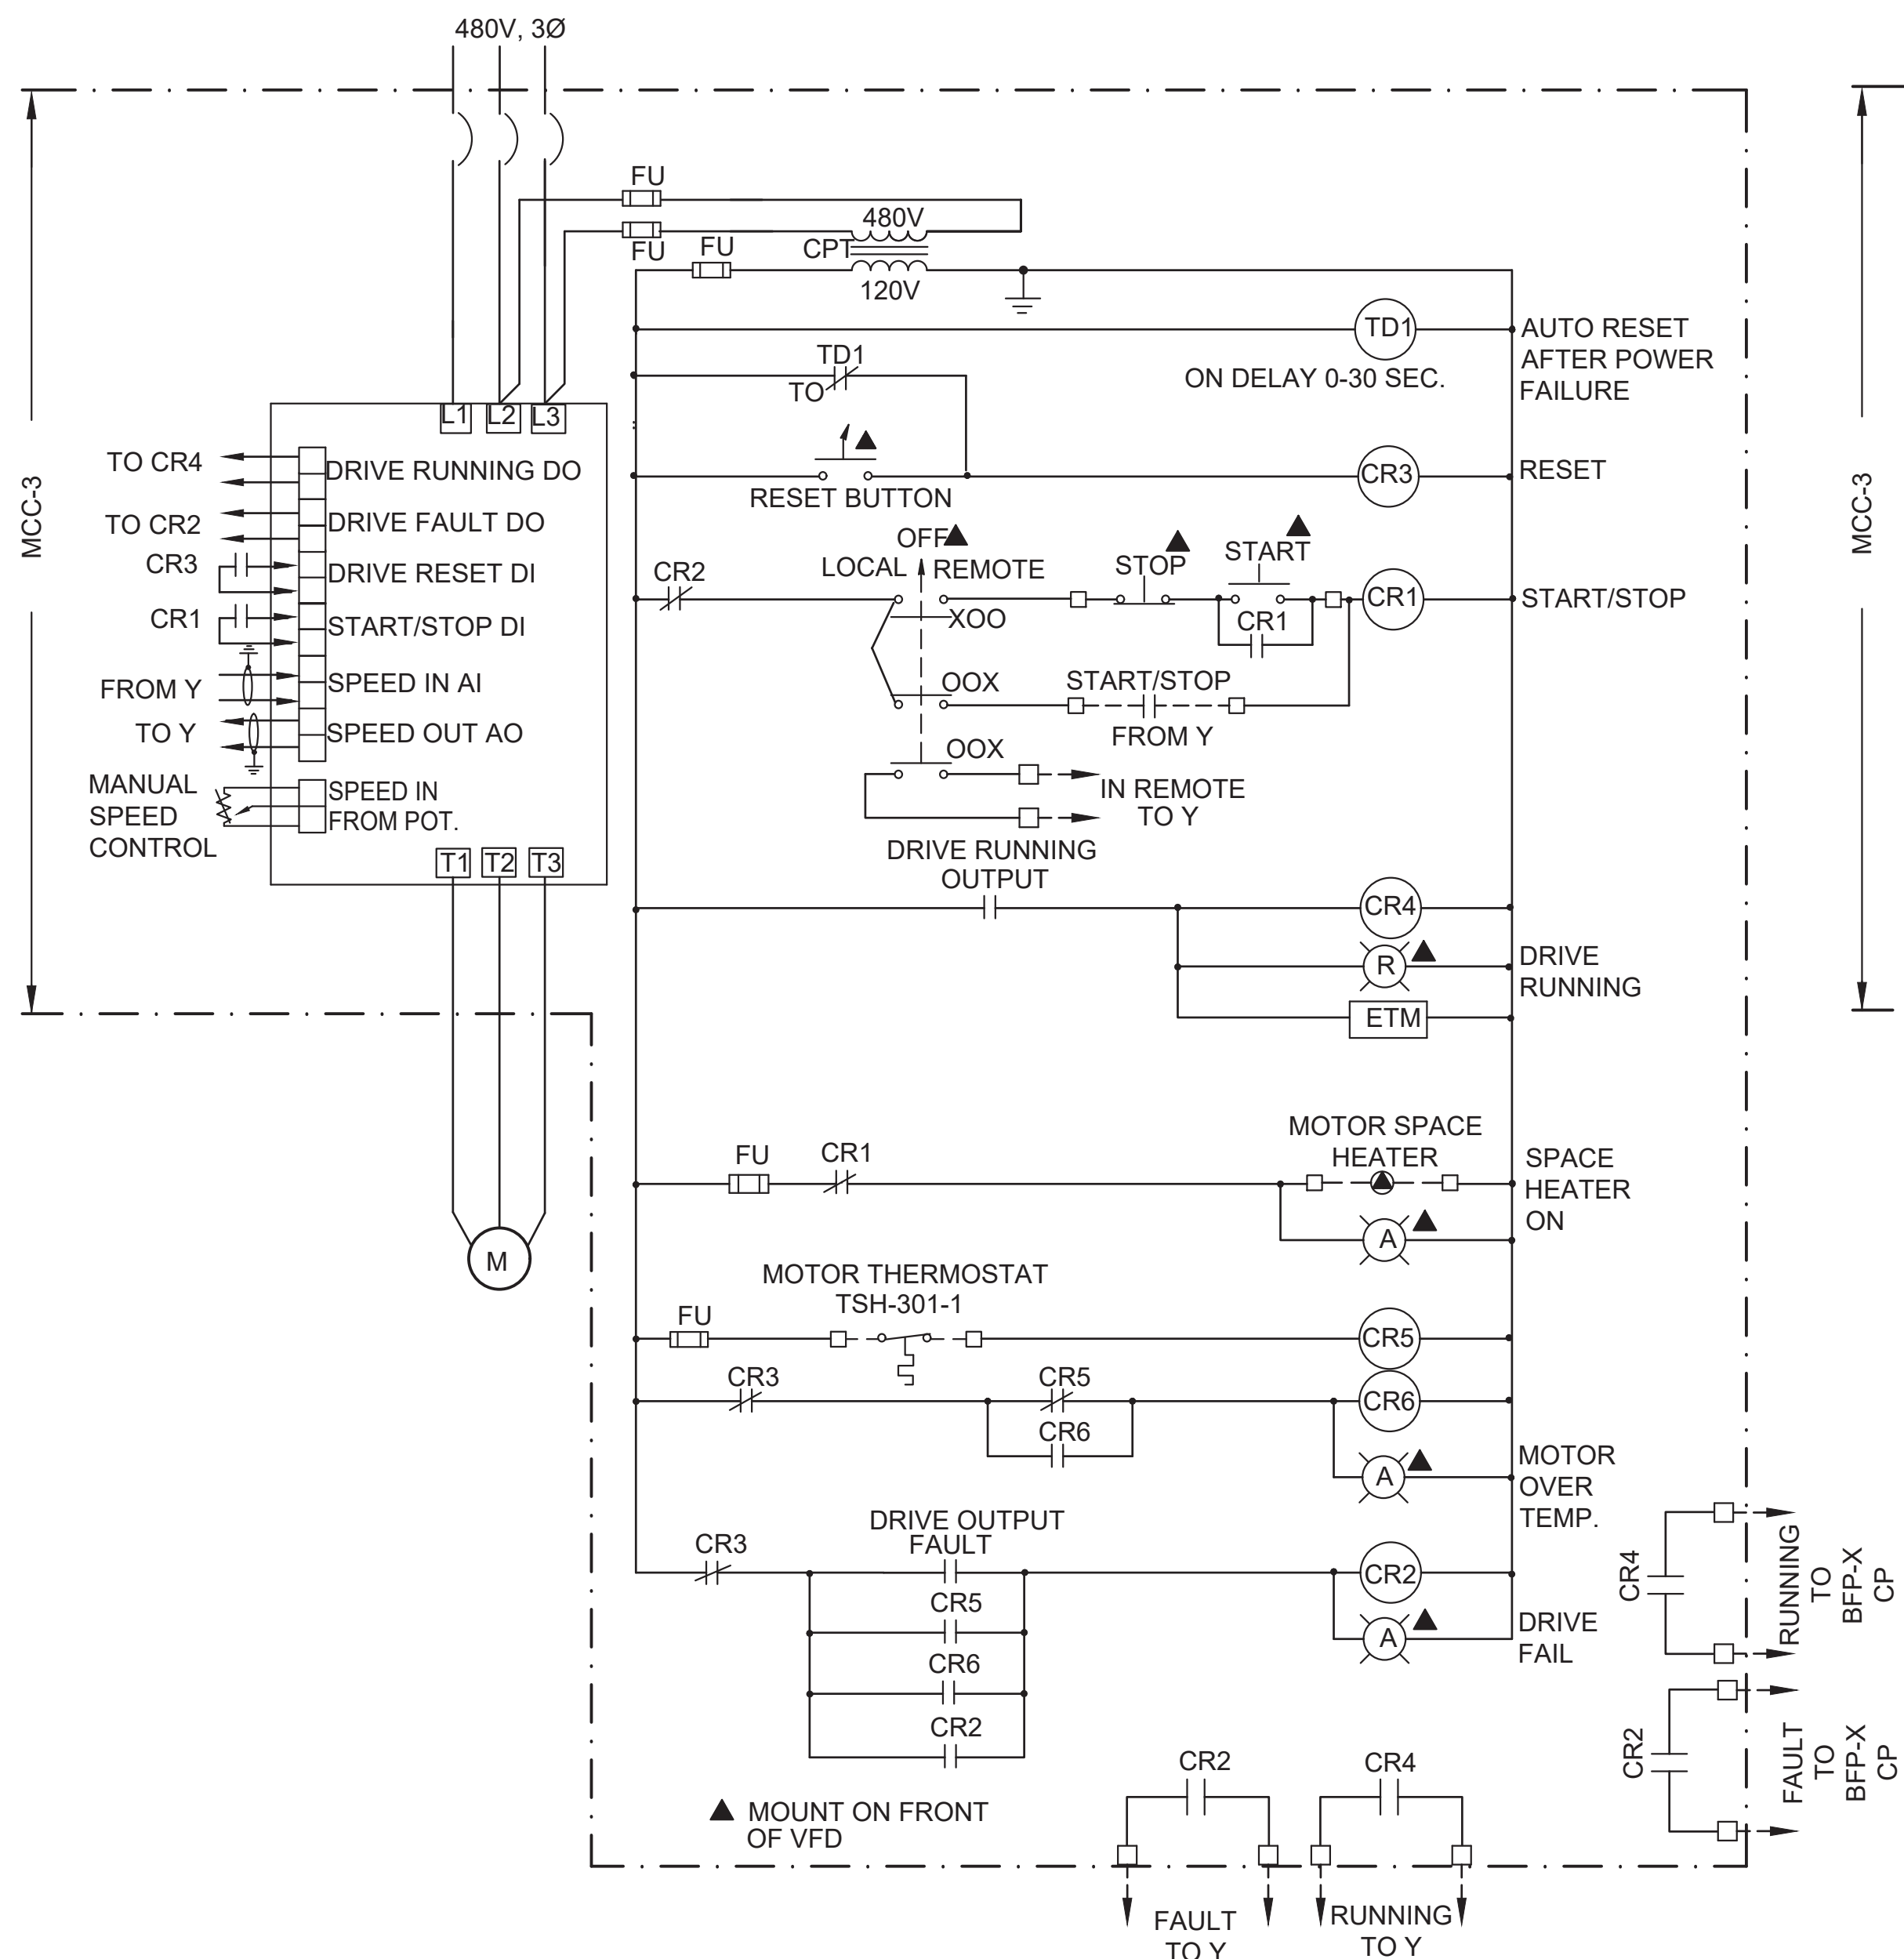 480V, 3Ø
MCC-3
MCC-3
FU
FU
480V
CPT
FU
120V
TD1
AUTO RESET
AFTER POWER
FAILURE
ON DELAY 0-30 SEC.
TD1
TO
RESET BUTTON
CR3
RESET
L1
L2
L3
TO CR4
DRIVE RUNNING DO
TO CR2
DRIVE FAULT DO
CR3
DRIVE RESET DI
CR1
START/STOP DI
FROM Y
SPEED IN AI
TO Y
SPEED OUT AO
MANUAL
SPEED
CONTROL
SPEED IN
FROM POT.
T1
T2
T3
M
CR2
OFF
LOCAL
REMOTE
XOO
STOP
START
CR1
CR1
START/STOP
OOX
START/STOP
FROM Y
OOX
IN REMOTE
TO Y
DRIVE RUNNING
OUTPUT
CR4
R
DRIVE
RUNNING
ETM
FU
CR1
MOTOR SPACE
HEATER
SPACE
HEATER
ON
A
MOTOR THERMOSTAT
TSH-301-1
FU
CR5
CR3
CR5
CR6
CR6
A
MOTOR
OVER
TEMP.
CR3
DRIVE OUTPUT
FAULT
CR5
CR6
CR2
CR2
A
DRIVE
FAIL
MOUNT ON FRONT
OF VFD
CR2
FAULT
TO Y
CR4
RUNNING
TO Y
CR4
RUNNING
TO
BFP-X
CP
CR2
FAULT
TO
BFP-X
CP